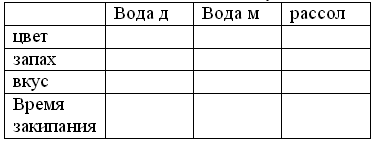 Вода д Вода м рассол
цвет
запах
вкус
Время
закипания